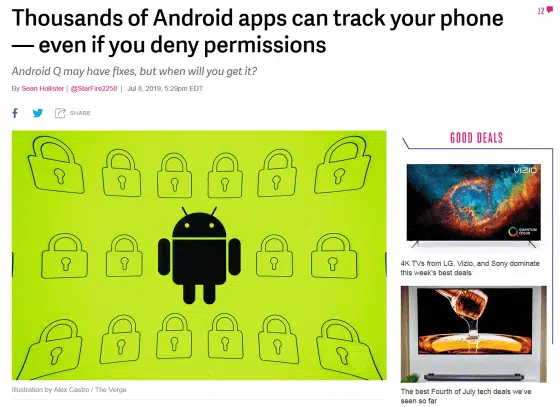 Thousands of Android apps can track your phone
— even if you deny permissions
12
Android Q may have fixes, but when will you get it?
By Sean Hollister | @StarFire2258 | Jul 8, 2019, 5:29pm EDT
SHARE
GOOD DEALS
VIZIO
QUANTUM
COLOR
4K TVs from LG, Vizio, and Sony dominate
this week's best deals
The best Fourth of July tech deals we've
seen so far
Illustration by Alex Castro / The Verge